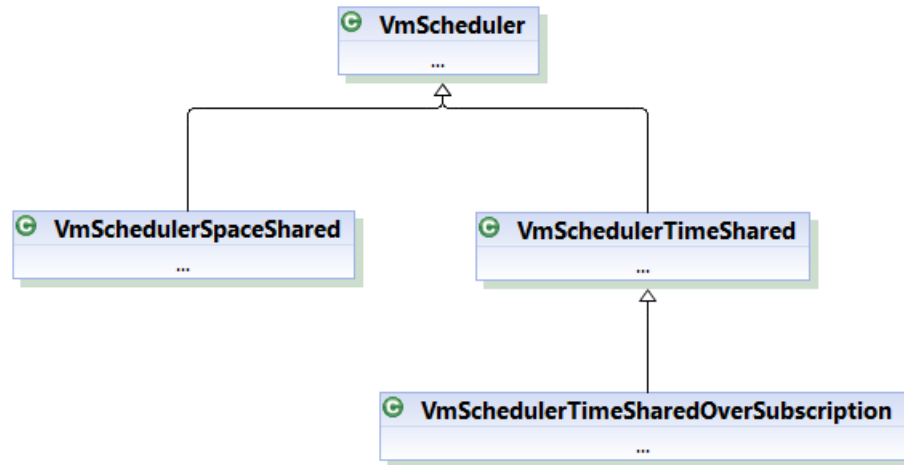 C VmScheduler
...
C VmSchedulerSpaceShared
...
C VmSchedulerTimeShared
...
C VmSchedulerTimeSharedOverSubscription
...